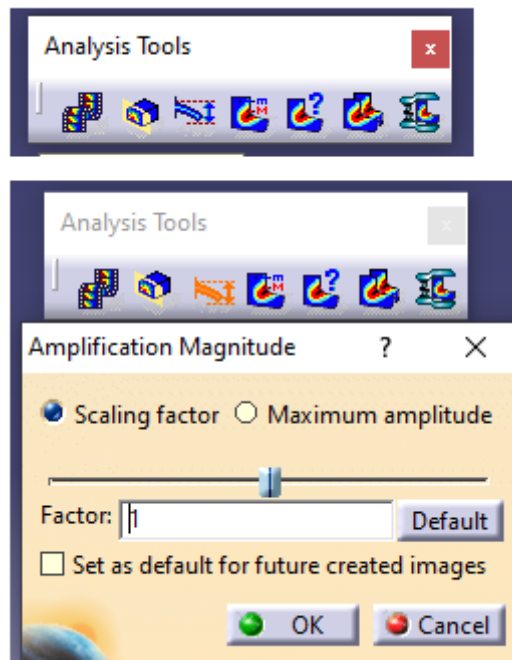 Analysis Tools
x
Analysis Tools
x
Amplification Magnitude ? ×
Scaling factor Maximum amplitude
Factor: 1 Default
Set as default for future created images
OK Cancel